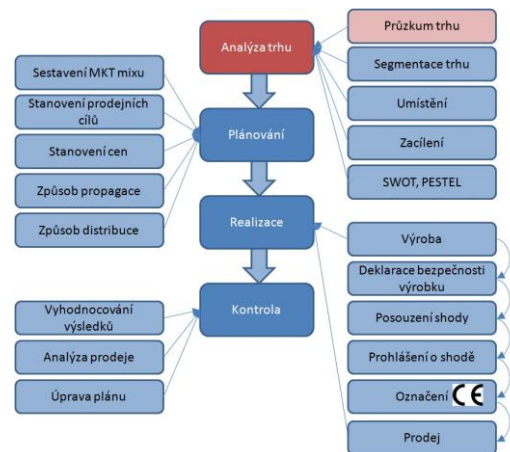 Analýza trhu
Průzkum trhu
Segmentace trhu
Umístění
Zacílení
SWOT, PESTEL
Sestavení MKT mixu
Stanovení prodejních
cílů
Stanovení cen
Způsob propagace
Způsob distribuce
Plánování
Realizace
Výroba
Deklarace bezpečnosti
výrobku
Posouzení shody
Prohlášení o shodě
Označení CE
Prodej
Kontrola
Vyhodnocování
výsledků
Analýza prodeje
Úprava plánu